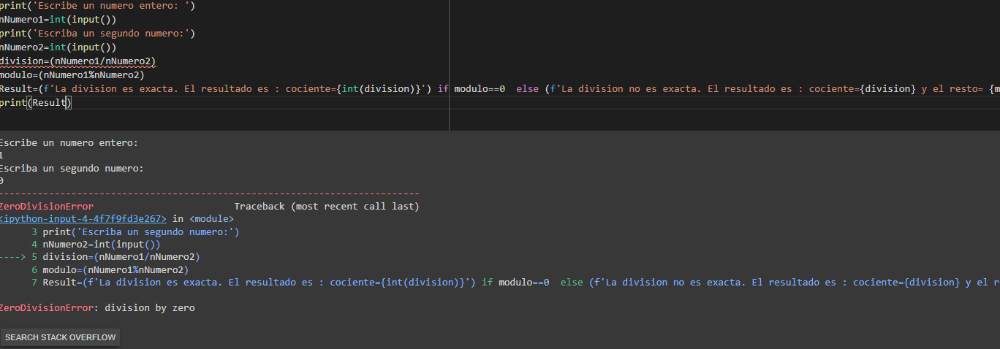 print('Escribe un numero entero: ')
nNumero1=int(input())
print('Escriba un segundo numero:')
nNumero2=int(input())
division=(nNumero1/nNumero2)
modulo=(nNumero1%nNumero2)
Result=(f'La division es exacta. El resultado es : cociente={int(division)}') if modulo==0  else (f'La division no es exacta. El resultado es : cociente={division} y el resto= {m
print(Result)
Escribe un numero entero:
1
Escriba un segundo numero:
0
---------------------------------------------------------------------------
ZeroDivisionError                         Traceback (most recent call last)
<ipython-input-4-4f7f9fd3e267> in <module>
      3 print('Escriba un segundo numero:')
      4 nNumero2=int(input())
----> 5 division=(nNumero1/nNumero2)
      6 modulo=(nNumero1%nNumero2)
      7 Result=(f'La division es exacta. El resultado es : cociente={int(division)}') if modulo==0  else (f'La division no es exacta. El resultado es : cociente={division} y el r
ZeroDivisionError: division by zero
SEARCH STACK OVERFLOW